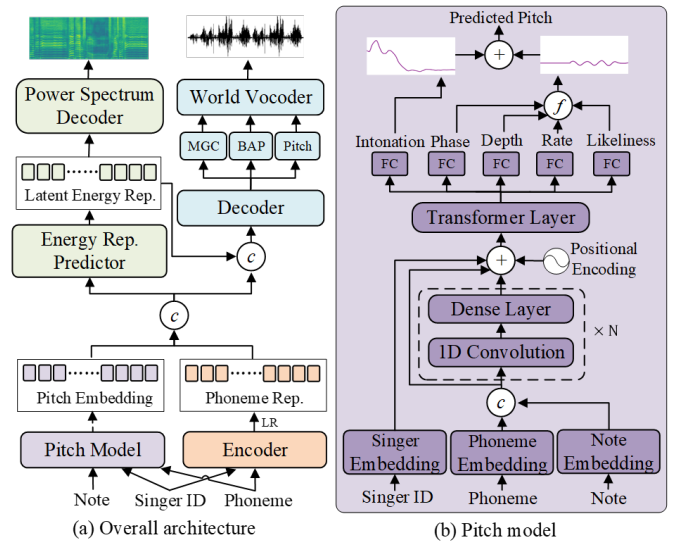 Power Spectrum
Decoder
World Vocoder
MGC
BAP
Pitch
Latent Energy Rep.
Decoder
Energy Rep.
Predictor
c
c
Pitch Embedding
Phoneme Rep.
LR
Pitch Model
Encoder
Note
Singer ID
Phoneme
(a) Overall architecture
Predicted Pitch
+
f
Intonation
Phase
Depth
Rate
Likeliness
FC
FC
FC
FC
FC
Transformer Layer
+
Positional
Encoding
Dense Layer
× N
1D Convolution
c
Singer
Embedding
Phoneme
Embedding
Note
Embedding
Singer ID
Phoneme
Note
(b) Pitch model